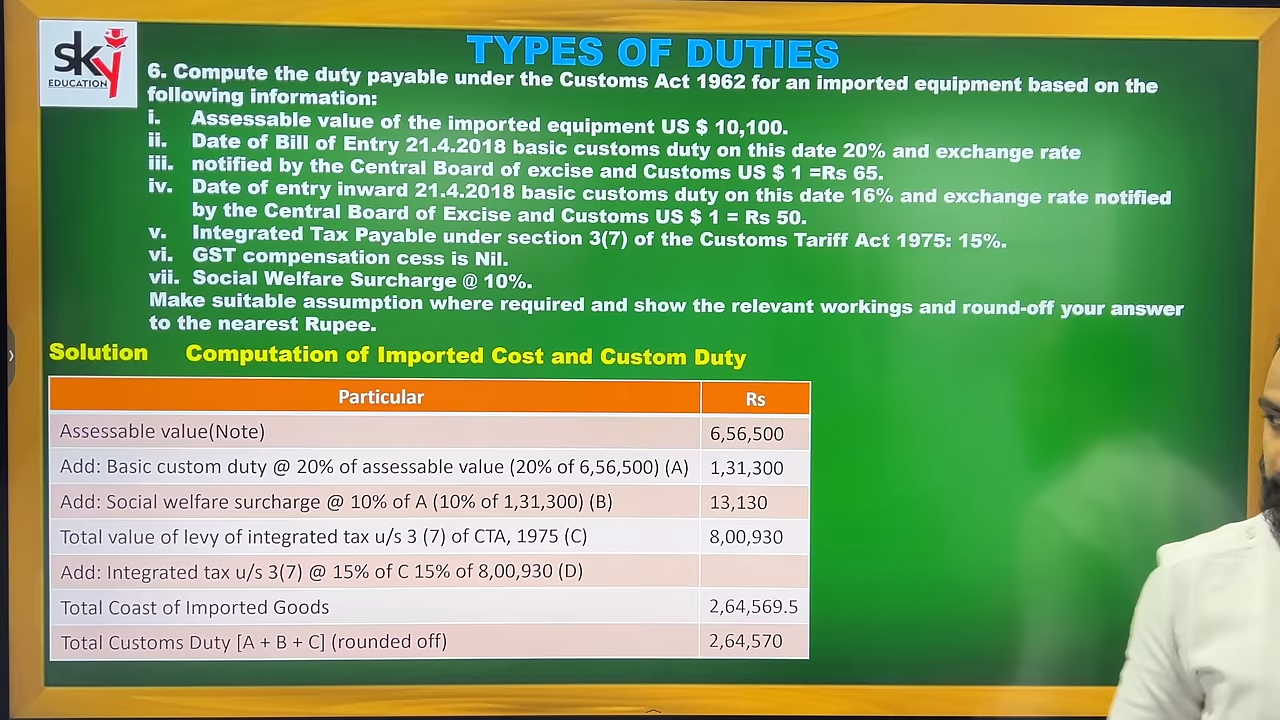 sky
EDUCATION
TYPES OF DUTIES
6. Compute the duty payable under the Customs Act 1962 for an imported equipment based on the
following information:
i. Assessable value of the imported equipment US $ 10,100.
ii. Date of Bill of Entry 21.4.2018 basic customs duty on this date 20% and exchange rate
iii. notified by the Central Board of excise and Customs US $ 1 =Rs 65.
iv. Date of entry inward 21.4.2018 basic customs duty on this date 16% and exchange rate notified
by the Central Board of Excise and Customs US $ 1 = Rs 50.
v. Integrated Tax Payable under section 3(7) of the Customs Tariff Act 1975: 15%.
vi. GST compensation cess is Nil.
vii. Social Welfare Surcharge @ 10%.
Make suitable assumption where required and show the relevant workings and round-off your answer
to the nearest Rupee.
Solution Computation of Imported Cost and Custom Duty
Particular Rs
Assessable value(Note) 6,56,500
Add: Basic custom duty @ 20% of assessable value (20% of 6,56,500) (A) 1,31,300
Add: Social welfare surcharge @ 10% of A (10% of 1,31,300) (B) 13,130
Total value of levy of integrated tax u/s 3 (7) of CTA, 1975 (C) 8,00,930
Add: Integrated tax u/s 3(7) @ 15% of C 15% of 8,00,930 (D)
Total Coast of Imported Goods 2,64,569.5
Total Customs Duty [A + B + C] (rounded off) 2,64,570